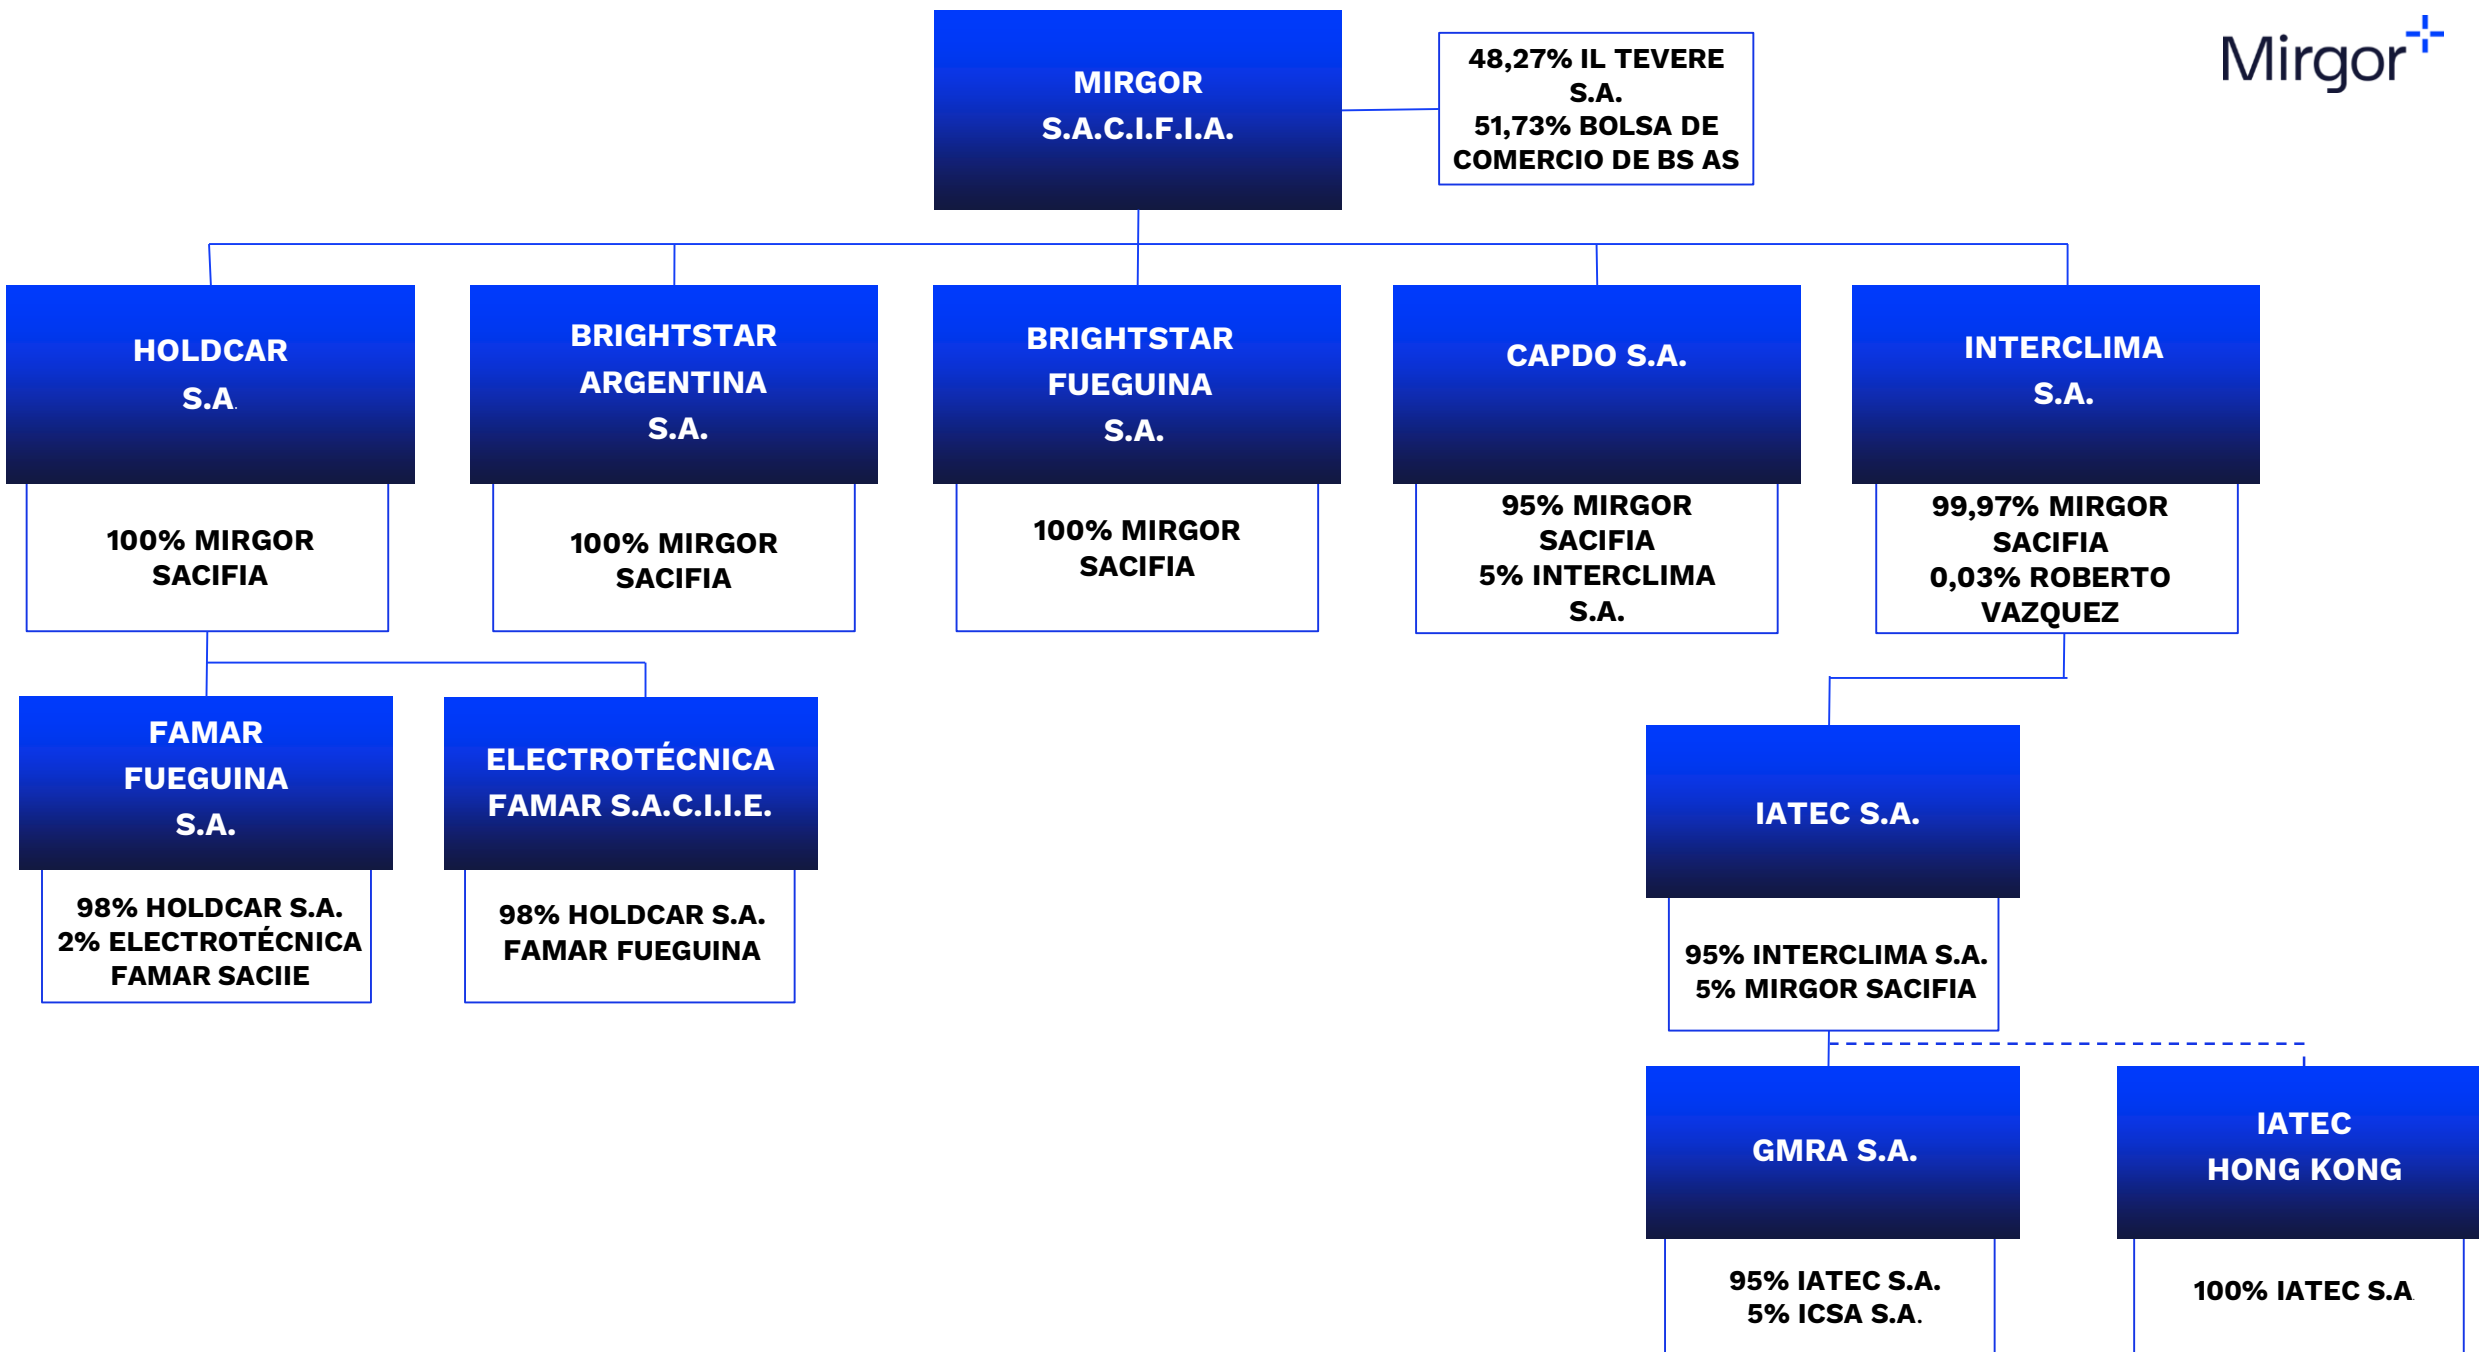 Mirgor
MIRGOR
S.A.C.I.F.I.A.
48,27% IL TEVERE
S.A.
51,73% BOLSA DE
COMERCIO DE BS AS
HOLDCAR
S.A.
100% MIRGOR
SACIFIA
BRIGHTSTAR
ARGENTINA
S.A.
100% MIRGOR
SACIFIA
BRIGHTSTAR
FUEGUINA
S.A.
100% MIRGOR
SACIFIA
CAPDO S.A.
95% MIRGOR
SACIFIA
5% INTERCLIMA
S.A.
INTERCLIMA
S.A.
99,97% MIRGOR
SACIFIA
0,03% ROBERTO
VAZQUEZ
FAMAR
FUEGUINA
S.A.
98% HOLDCAR S.A.
2% ELECTROTÉCNICA
FAMAR SACIIE
ELECTROTÉCNICA
FAMAR S.A.C.I.I.E.
98% HOLDCAR S.A.
FAMAR FUEGUINA
IATEC S.A.
95% INTERCLIMA S.A.
5% MIRGOR SACIFIA
GMRA S.A.
95% IATEC S.A.
5% ICSA S.A.
IATEC
HONG KONG
100% IATEC S.A.